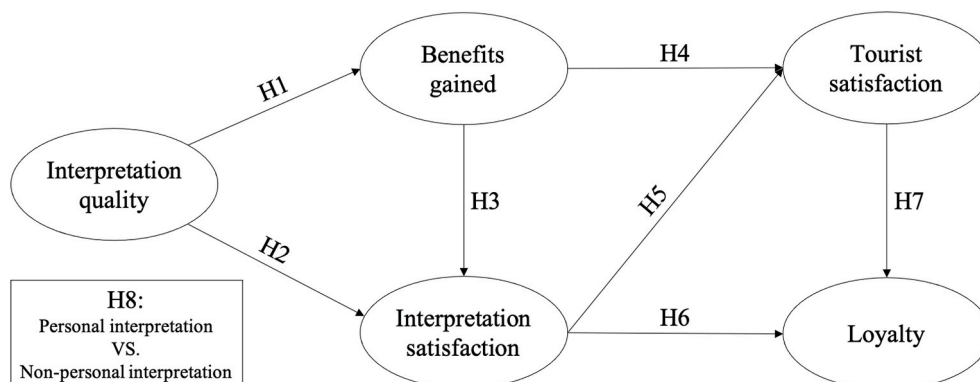 Benefits
gained
H4
Tourist
satisfaction
H1
Interpretation
quality
H3
H5
H7
H2
H8:
Personal interpretation
VS.
Non-personal interpretation
Interpretation
satisfaction
H6
Loyalty